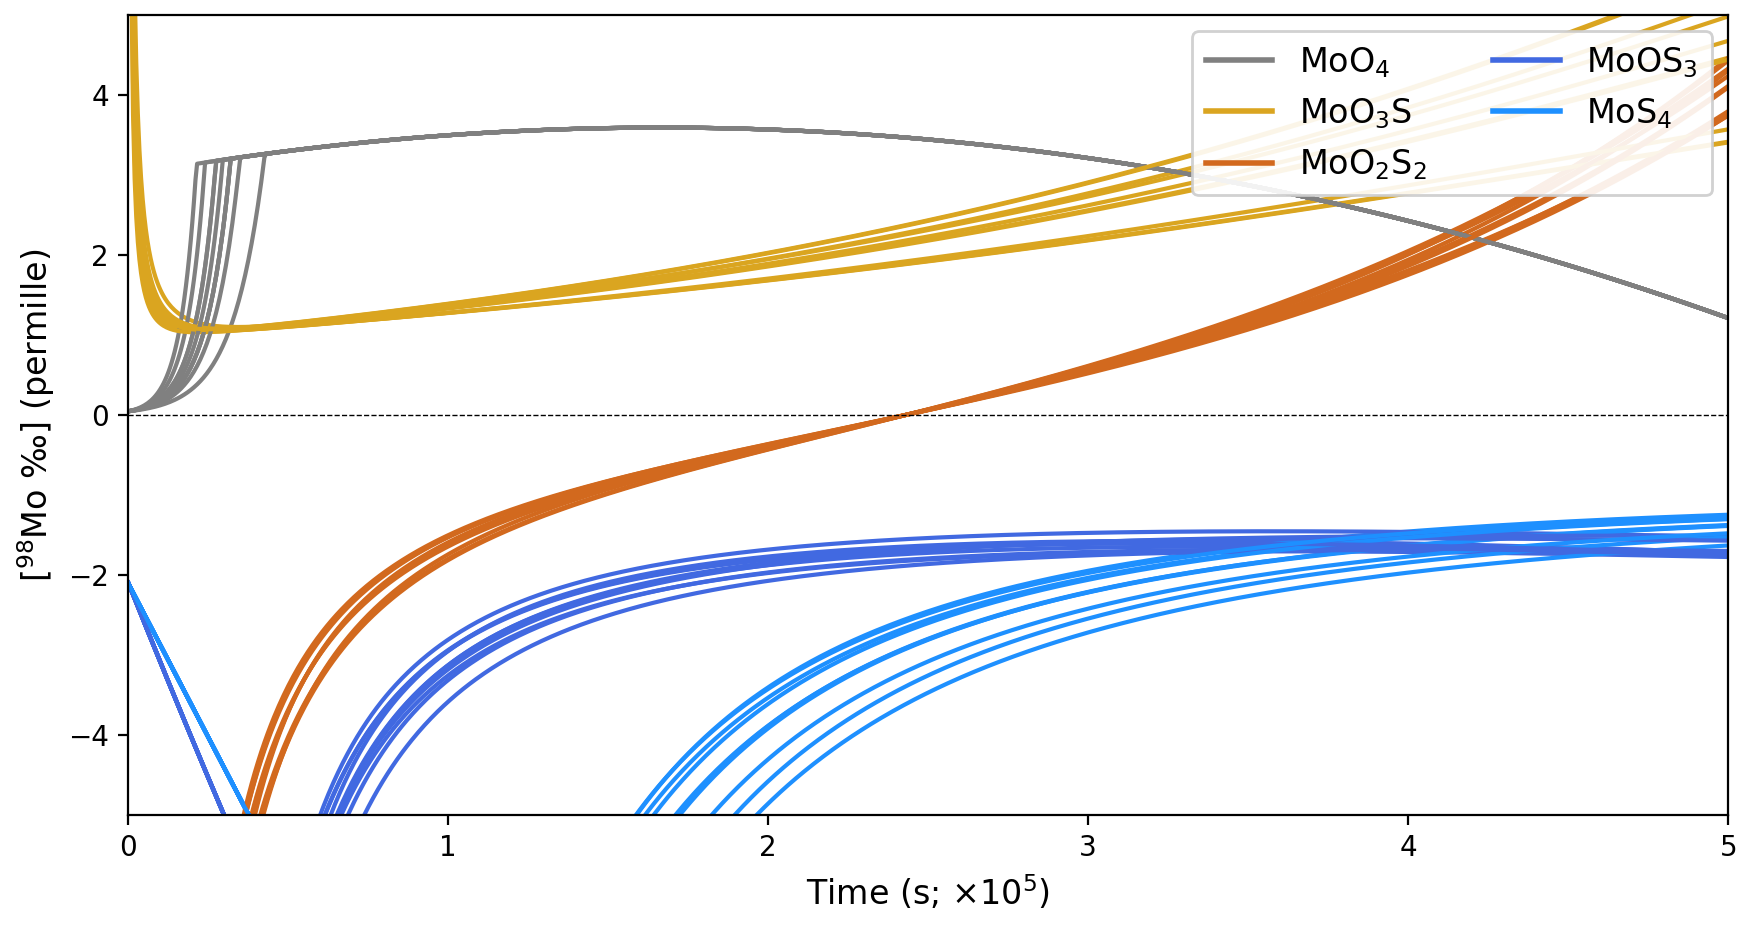 MoO₄
MoO₃S
MoO₂S₂
MoOS₃
MoS₄
[⁹⁸Mo ‰] (permille)
4
2
0
−2
−4
0 1 2 3 4 5
Time (s; ×10⁵)